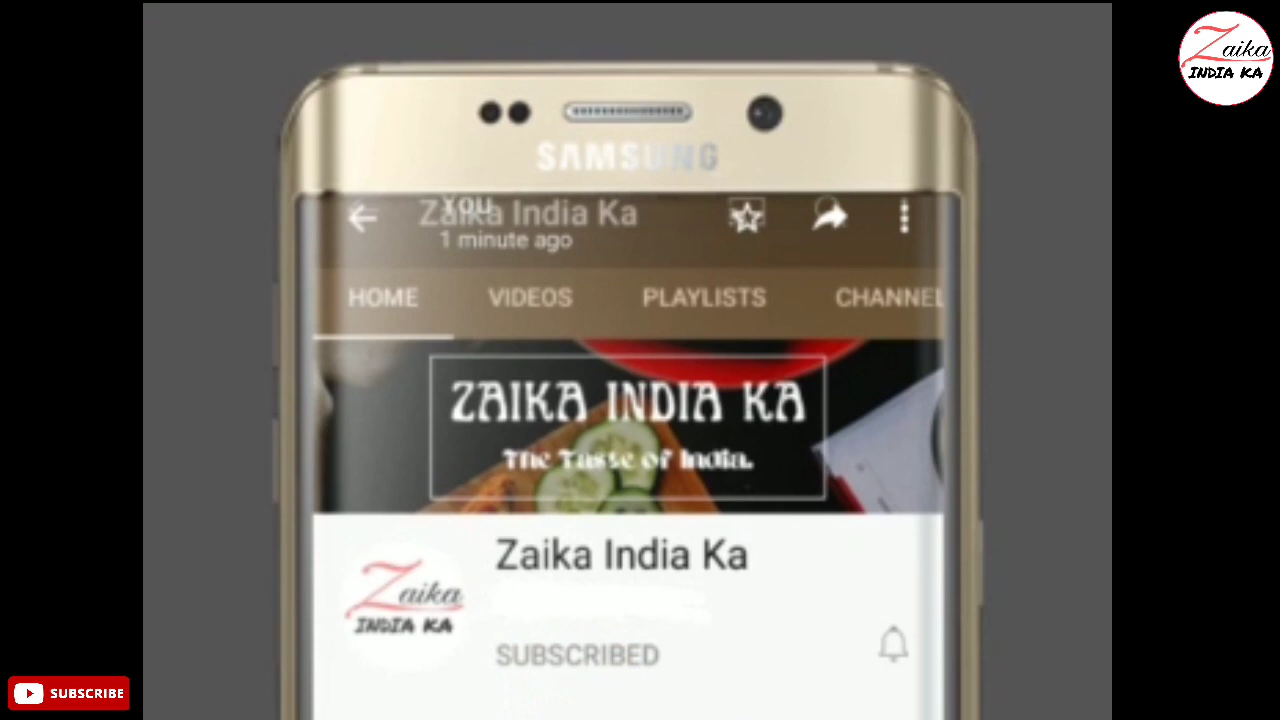 Zaika
INDIA KA
SAMSUNG
You
Zaika India Ka
1 minute ago
HOME VIDEOS PLAYLISTS CHANNEL
ZAIKA INDIA KA
The Taste of India.
Zaika India Ka
Zaika
INDIA KA
SUBSCRIBED
SUBSCRIBE